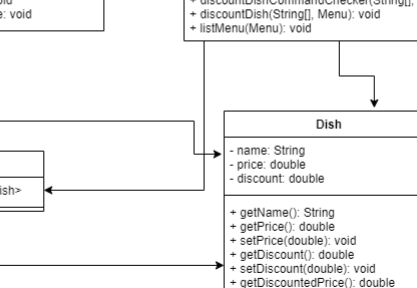 : void
+ discountDishCommandChecker(String[],
+ discountDish(String[], Menu): void
+ listMenu(Menu): void
Dish
- name: String
- price: double
- discount: double
ish>
+ getName(): String
+ getPrice(): double
+ setPrice(double): void
+ getDiscount(): double
+ setDiscount(double): void
+ getDiscountedPrice(): double